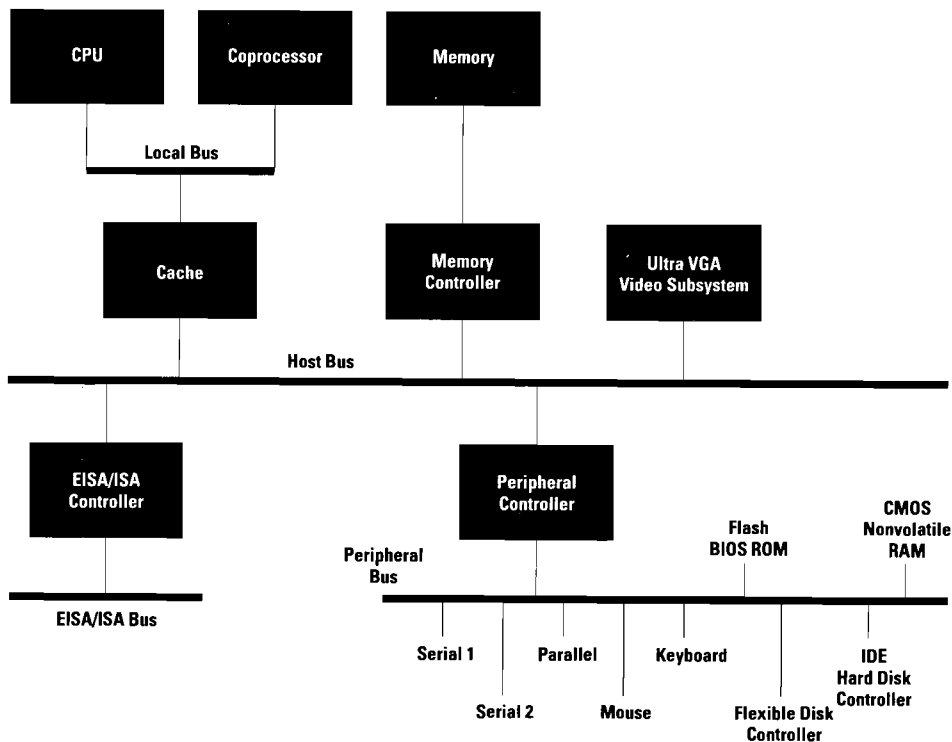 CPU
Coprocessor
Memory
Local Bus
Cache
Memory
Controller
Ultra VGA
Video Subsystem
Host Bus
EISA/ISA
Controller
Peripheral
Controller
Flash
BIOS ROM
CMOS
Nonvolatile
RAM
Peripheral
Bus
EISA/ISA Bus
Serial 1
Parallel
Keyboard
IDE
Hard Disk
Controller
Serial 2
Mouse
Flexible Disk
Controller